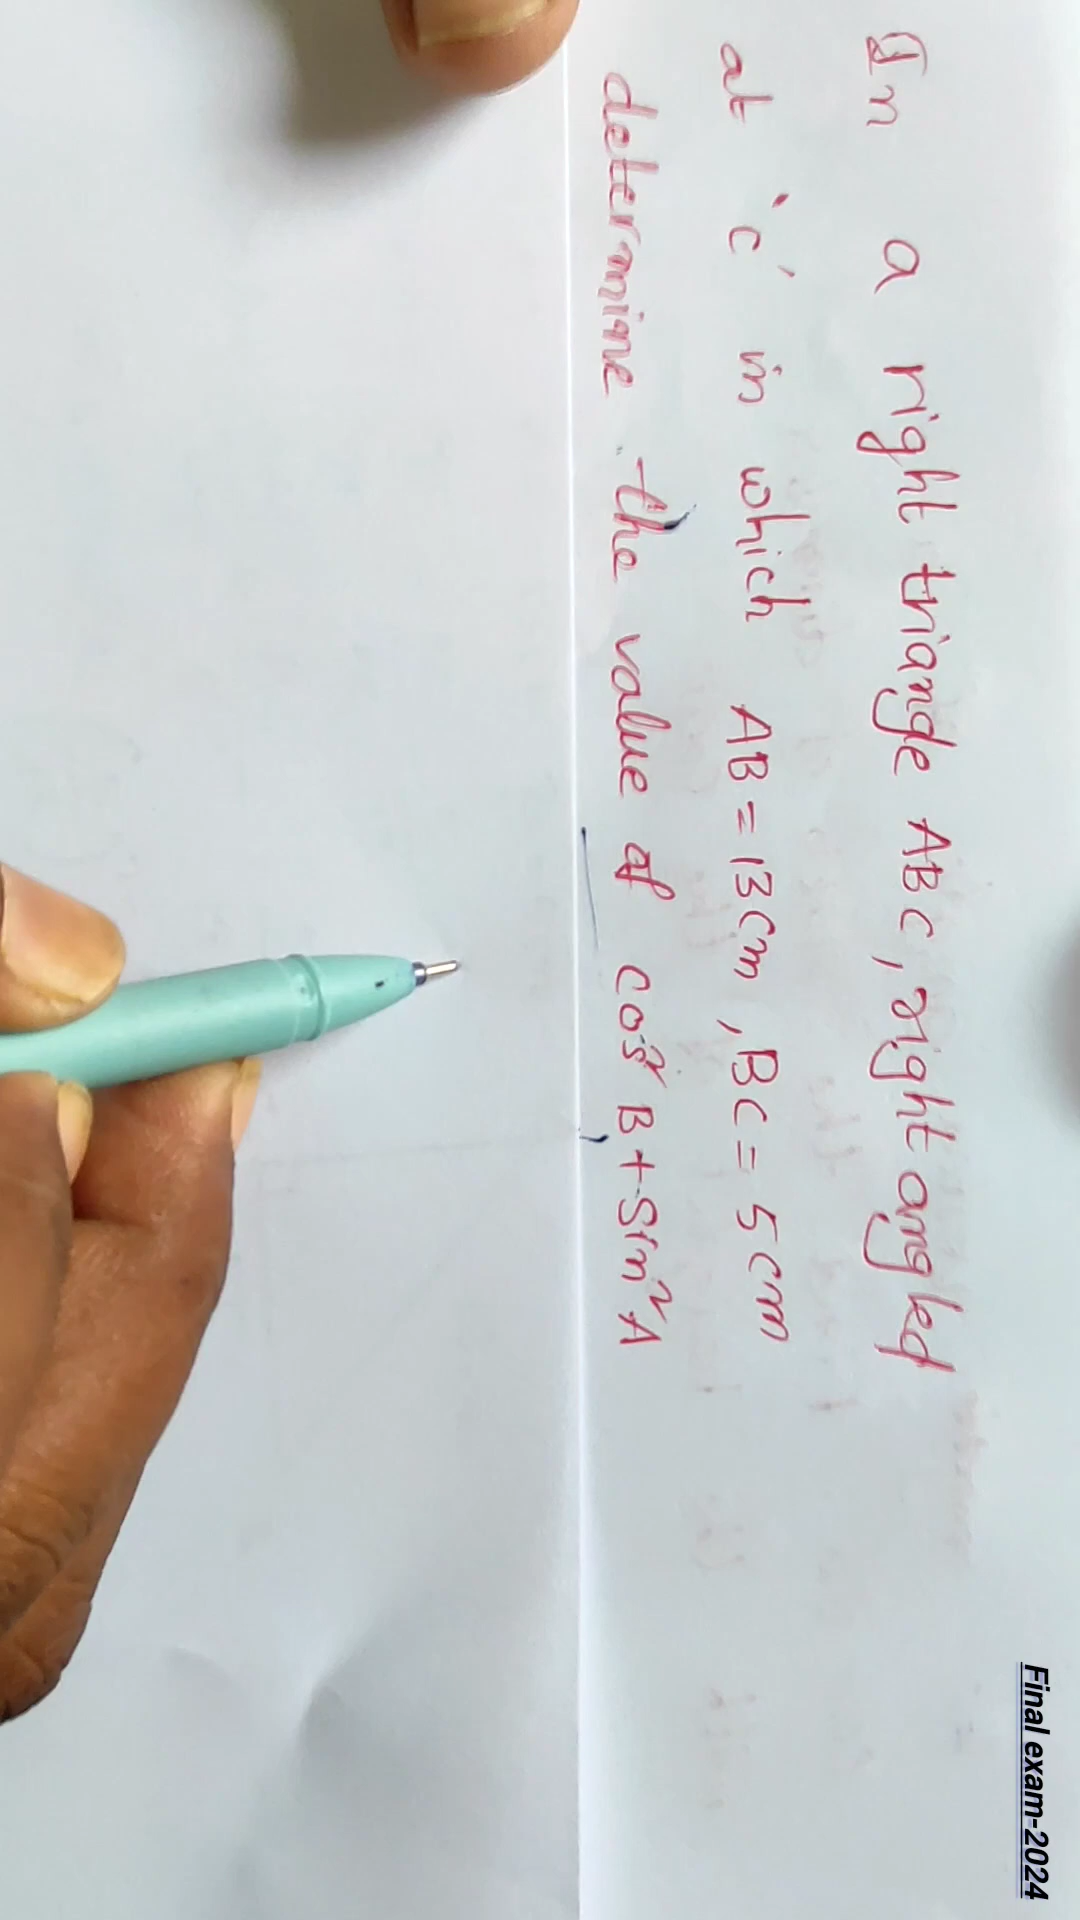 Final exam-2024
In a right triangle ABC, right angled
at 'c' in which AB = 13cm, BC = 5cm
determine the value of cos²B + Sin²A